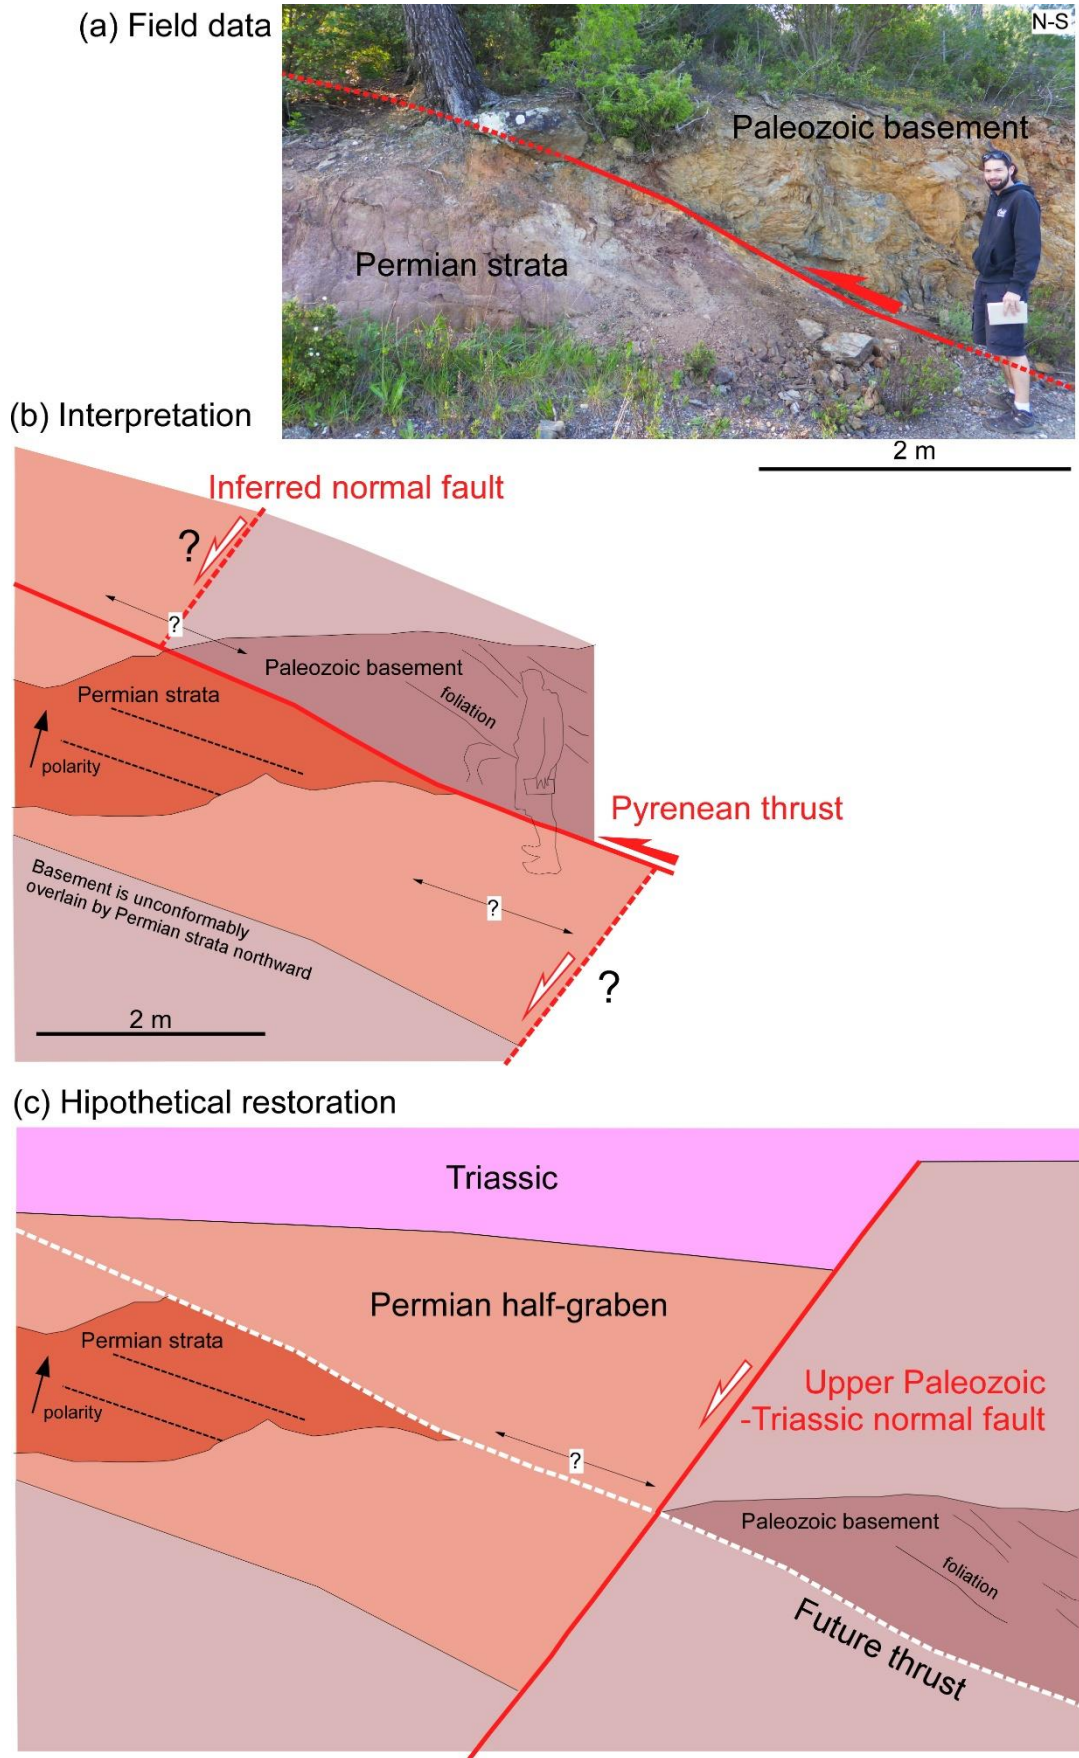 (a) Field data
N-S
Paleozoic basement
Permian strata
2 m
(b) Interpretation
Inferred normal fault
?
?
Paleozoic basement
foliation
Permian strata
polarity
Pyrenean thrust
?
?
Basement is unconformably
overlain by Permian strata northward
2 m
(c) Hipothetical restoration
Triassic
Permian half-graben
Permian strata
polarity
?
Upper Paleozoic
-Triassic normal fault
Paleozoic basement
foliation
Future thrust